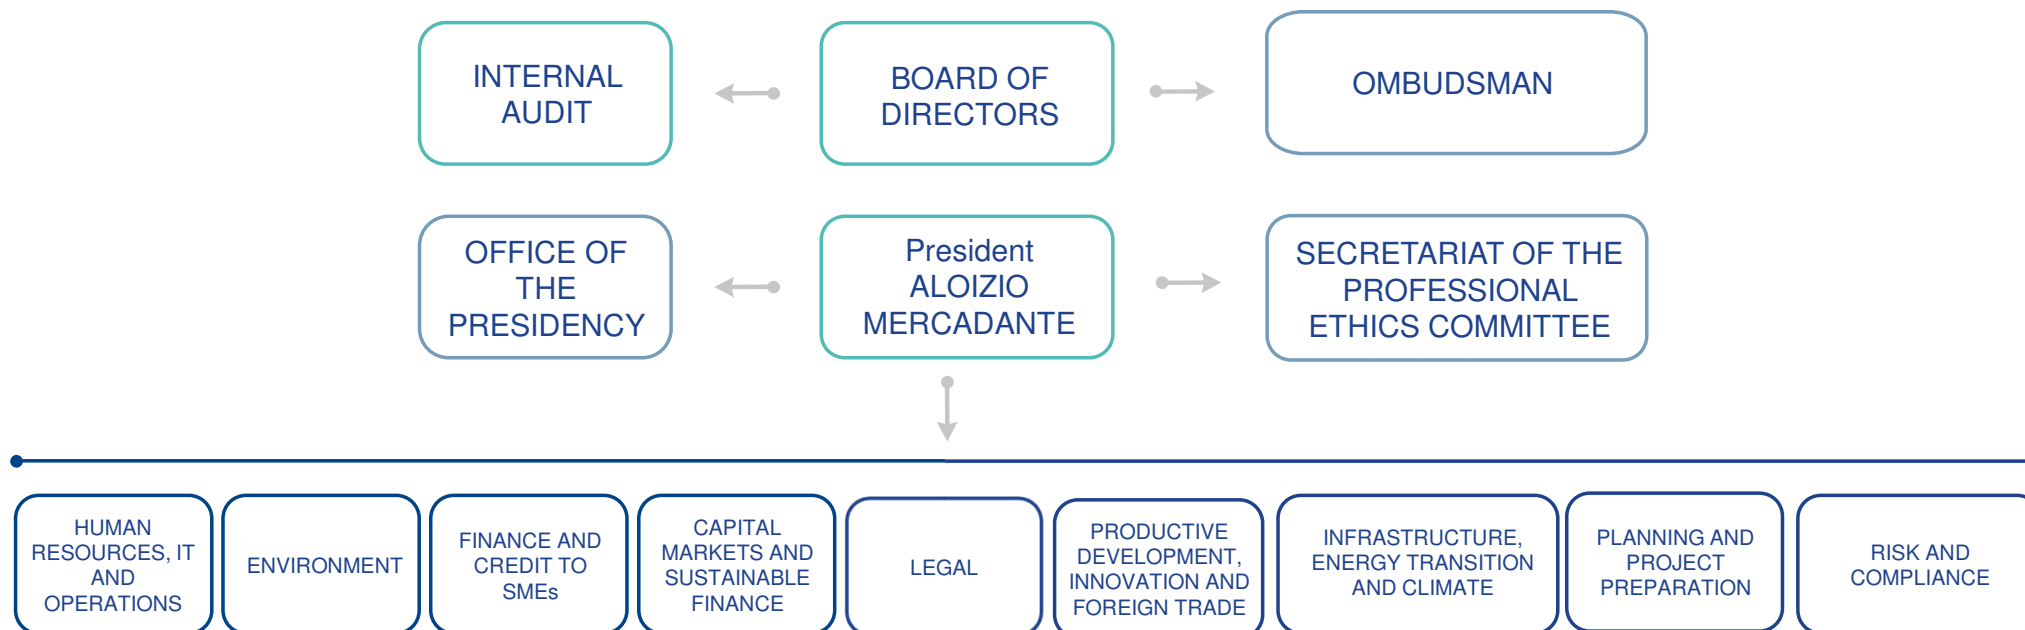 INTERNAL
AUDIT
BOARD OF
DIRECTORS
OMBUDSMAN
OFFICE OF
THE
PRESIDENCY
President
ALOIZIO
MERCADANTE
SECRETARIAT OF THE
PROFESSIONAL
ETHICS COMMITTEE
HUMAN
RESOURCES, IT
AND
OPERATIONS
ENVIRONMENT
FINANCE AND
CREDIT TO
SMEs
CAPITAL
MARKETS AND
SUSTAINABLE
FINANCE
LEGAL
PRODUCTIVE
DEVELOPMENT,
INNOVATION AND
FOREIGN TRADE
INFRASTRUCTURE,
ENERGY TRANSITION
AND CLIMATE
PLANNING AND
PROJECT
PREPARATION
RISK AND
COMPLIANCE